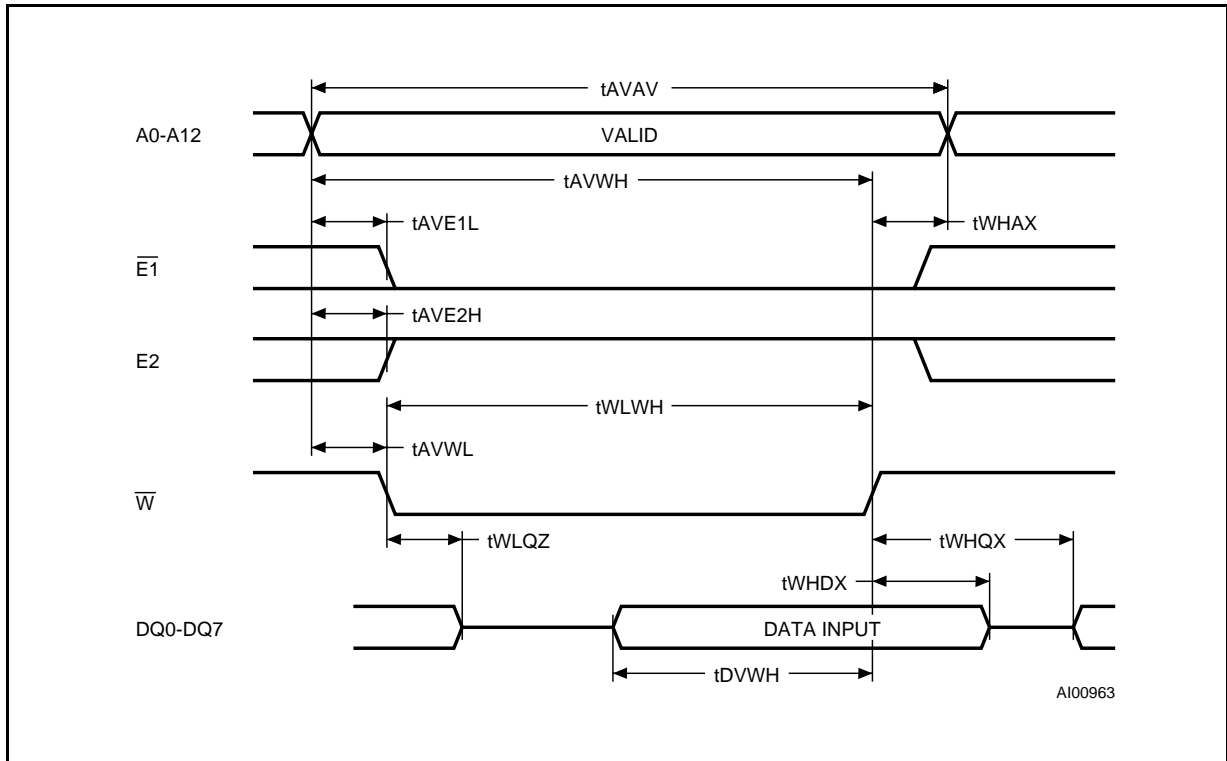 tAVAV
A0-A12
VALID
tAVWH
tAVE1L
tWHAX
E1
tAVE2H
E2
tWLWH
tAVWL
W
tWLQZ
tWHQX
tWHDX
DQ0-DQ7
DATA INPUT
tDVWH
AI00963